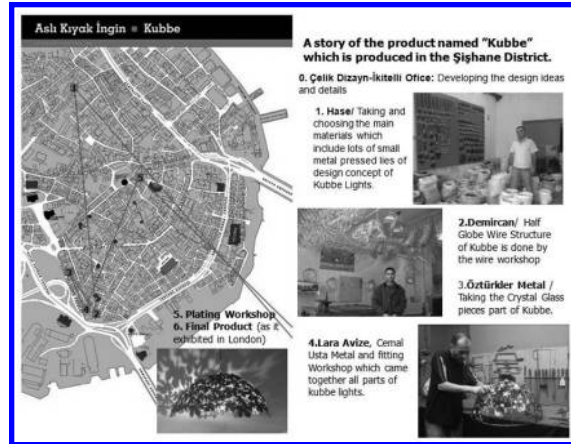 Aslı Kıyak İngin ▪ Kubbe
A story of the product named "Kubbe"
which is produced in the Şişhane District.
0. Çelik Dizayn-İkitelli Ofice: Developing the design ideas
and details
1. Hase/ Taking and
choosing the main
materials which
include lots of small
metal pressed lies of
design concept of
Kubbe Lights.
2.Demircan/ Half
Globe Wire Structure
of Kubbe is done by
the wire workshop
3.Öztürkler Metal /
Taking the Crystal Glass
pieces part of Kubbe.
4.Lara Avize, Cemal
Usta Metal and fitting
Workshop which came
together all parts of
kubbe lights.
5. Plating Workshop
6. Final Product (as it
exhibited in London)